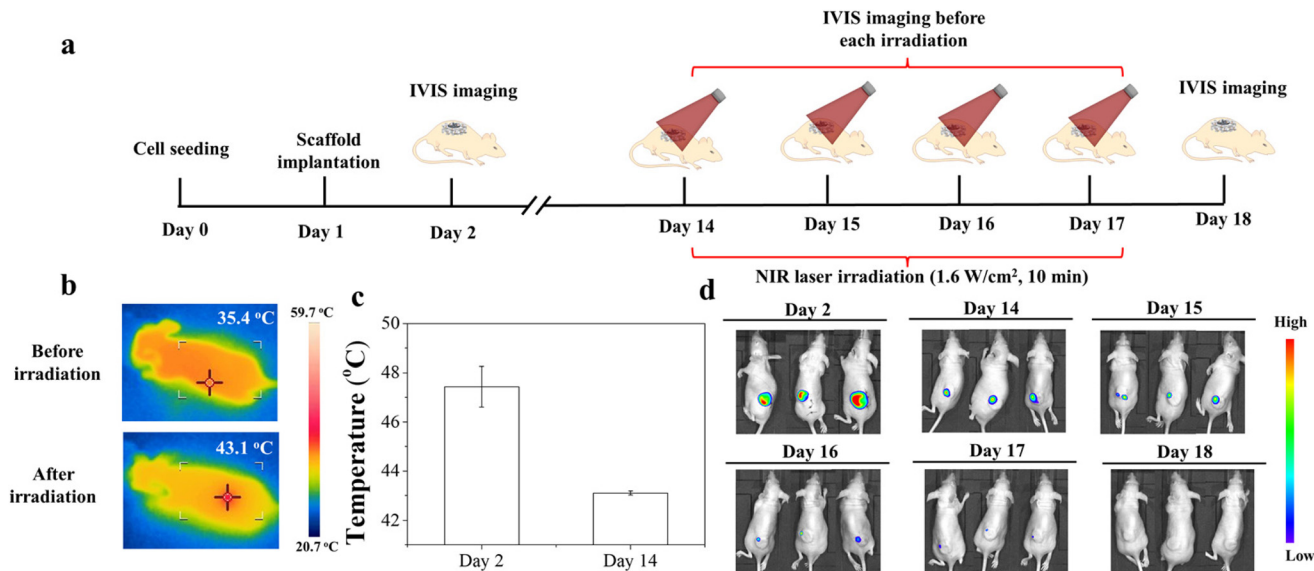 a
IVIS imaging before
each irradiation
IVIS imaging
IVIS imaging
Cell seeding
Scaffold
implantation
Day 0
Day 1
Day 2
Day 14
Day 15
Day 16
Day 17
Day 18
NIR laser irradiation (1.6 W/cm², 10 min)
b
Before
irradiation
35.4 °C
After
irradiation
43.1 °C
59.7 °C
20.7 °C
c
Temperature (°C)
50
48
46
44
42
Day 2
Day 14
d
Day 2
Day 14
Day 15
Day 16
Day 17
Day 18
High
Low